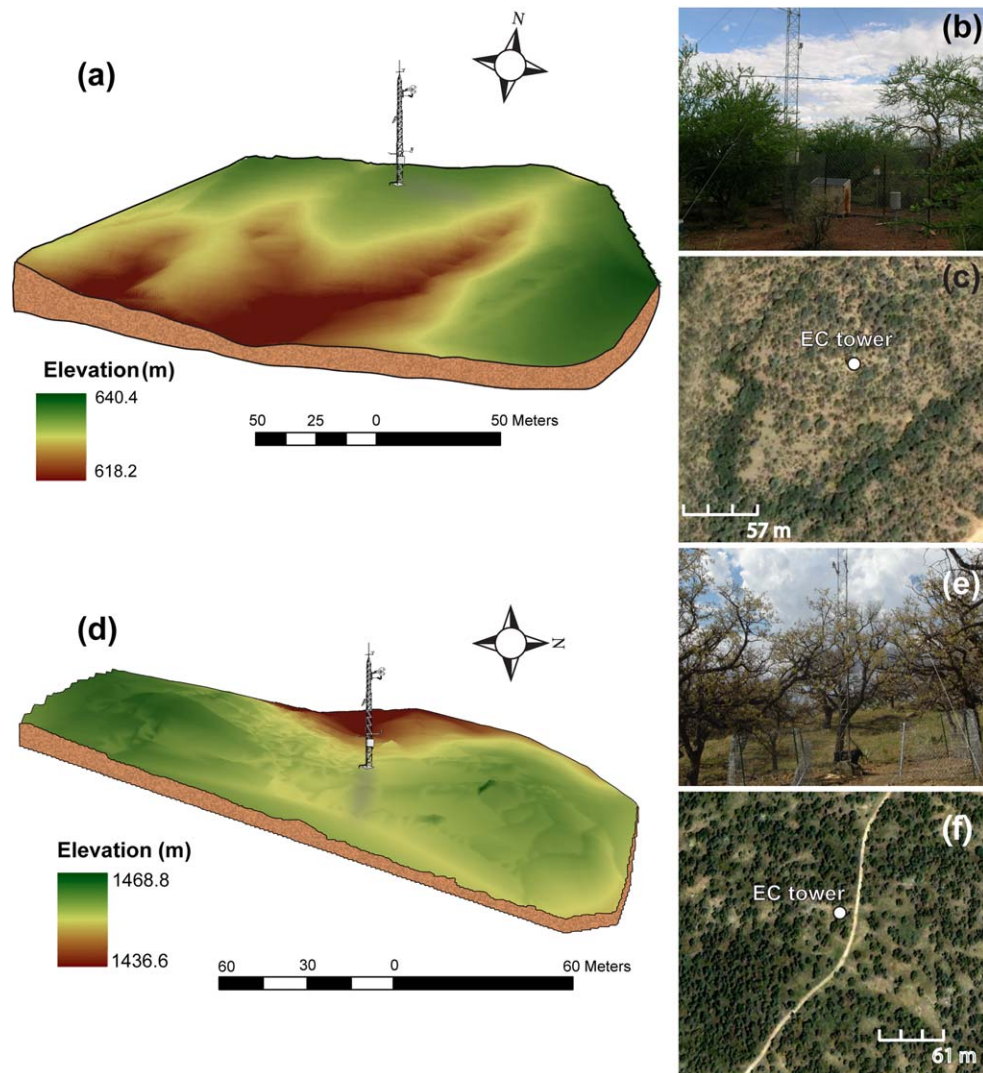 (a)
N
Elevation (m)
640.4
618.2
50 25 0 50 Meters
(b)
(c)
EC tower
57 m
(d)
N
Elevation (m)
1468.8
1436.6
60 30 0 60 Meters
(e)
(f)
EC tower
61 m